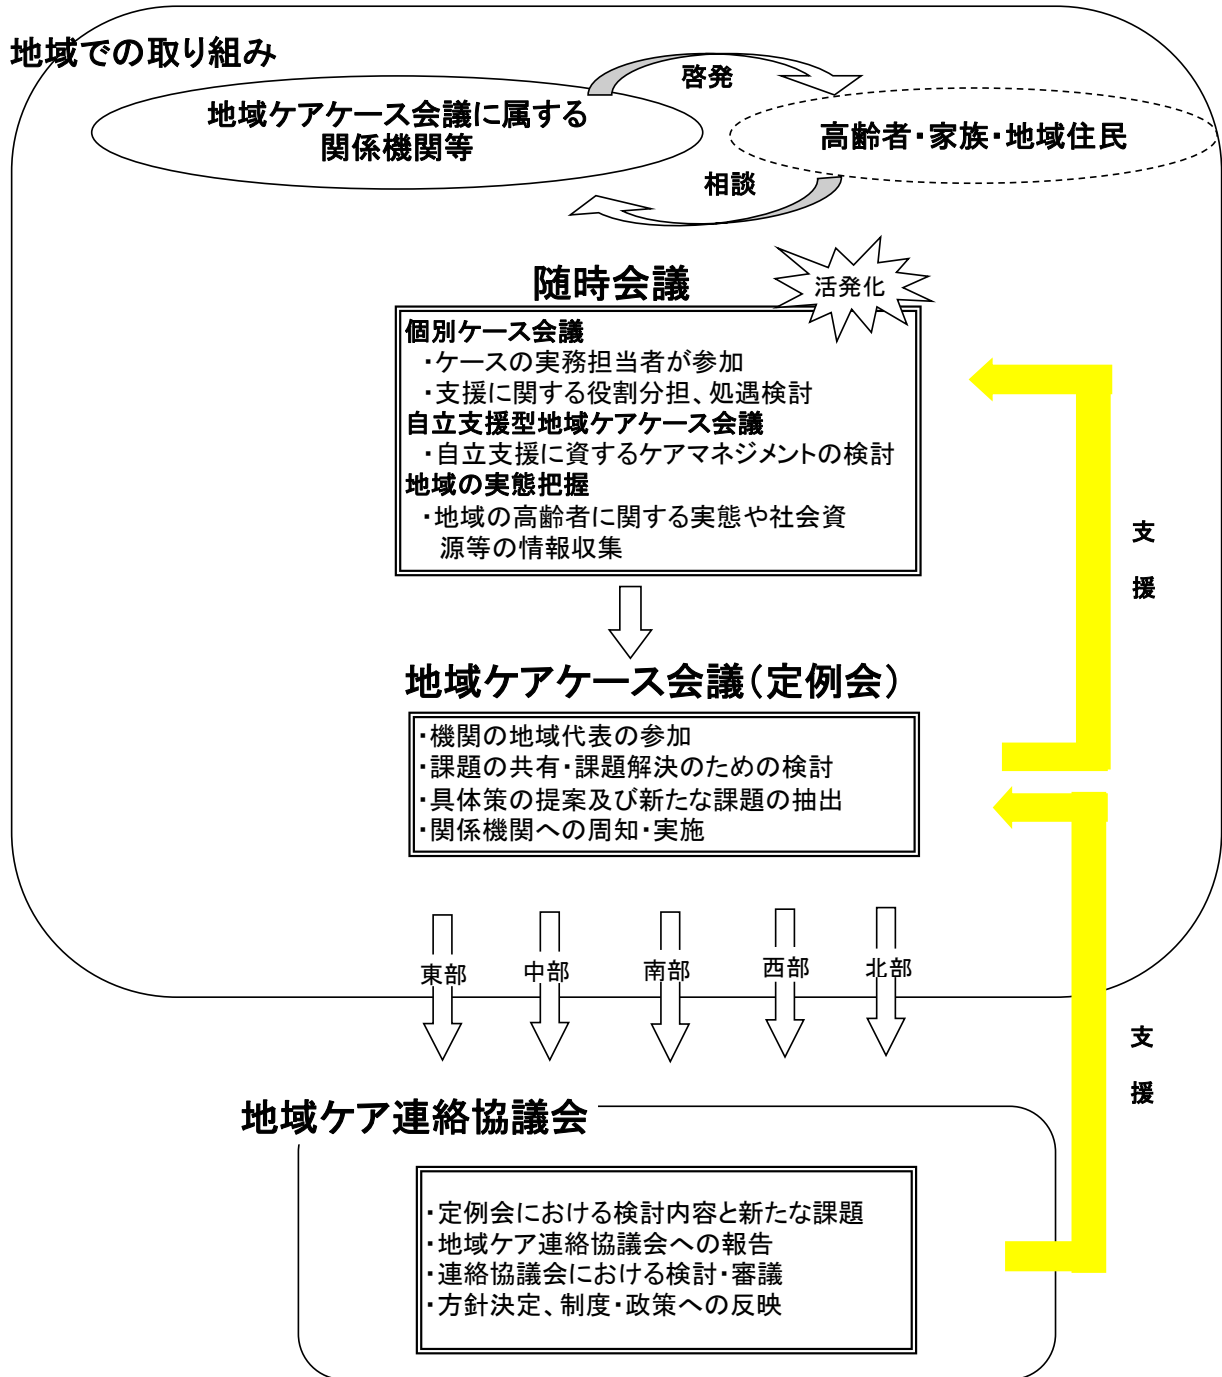 地域での取り組み
啓発
地域ケアケース会議に属する
関係機関等
高齢者・家族・地域住民
相談
随時会議
活発化
個別ケース会議
・ケースの実務担当者が参加
・支援に関する役割分担、処遇検討
自立支援型地域ケアケース会議
・自立支援に資するケアマネジメントの検討
地域の実態把握
・地域の高齢者に関する実態や社会資
源等の情報収集
支
援
地域ケアケース会議(定例会)
・機関の地域代表の参加
・課題の共有・課題解決のための検討
・具体策の提案及び新たな課題の抽出
・関係機関への周知・実施
東部 中部 南部 西部 北部
支
援
地域ケア連絡協議会
・定例会における検討内容と新たな課題
・地域ケア連絡協議会への報告
・連絡協議会における検討・審議
・方針決定、制度・政策への反映